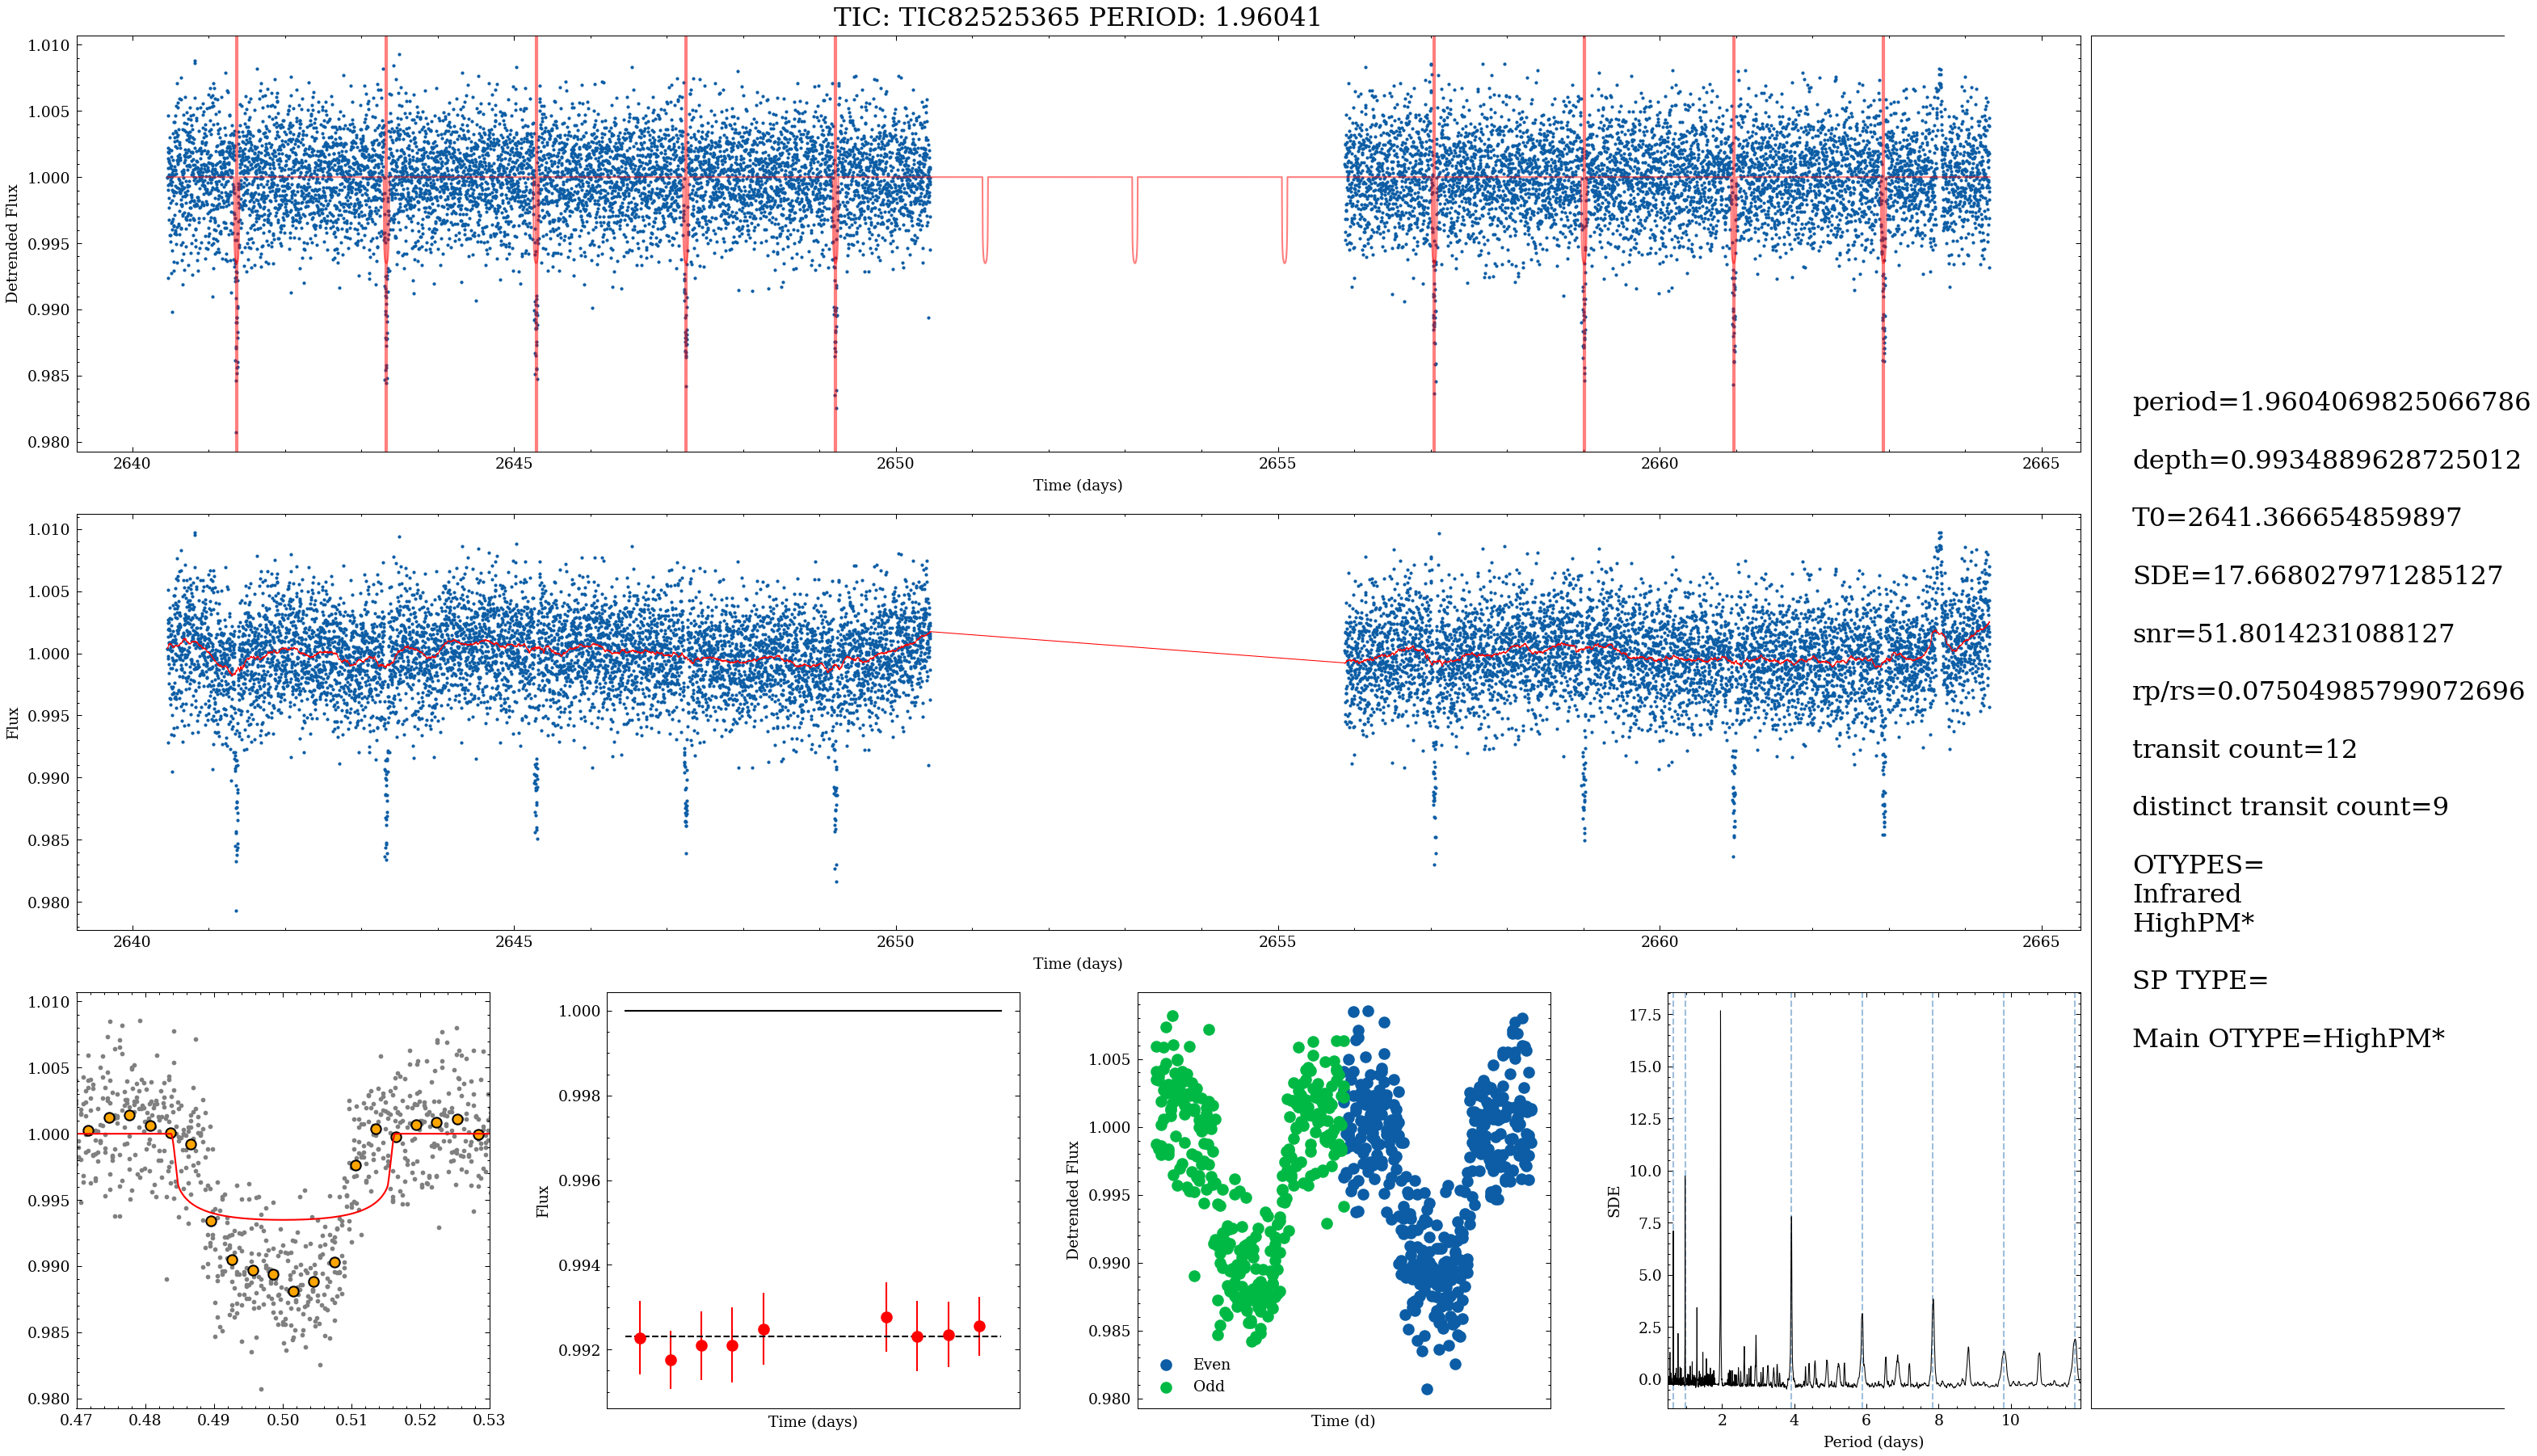 TIC: TIC82525365 PERIOD: 1.96041
1.010
1.005
1.000
0.995
0.990
0.985
0.980
Detrended Flux
2640 2645 2650 2655 2660 2665
Time (days)
1.010
1.005
1.000
0.995
0.990
0.985
0.980
Flux
2640 2645 2650 2655 2660 2665
Time (days)
1.010
1.005
1.000
0.995
0.990
0.985
0.980
0.47 0.48 0.49 0.50 0.51 0.52 0.53
1.000
0.998
0.996
0.994
0.992
Flux
Time (days)
1.005
1.000
0.995
0.990
0.985
0.980
Detrended Flux
Even
Odd
Time (d)
17.5
15.0
12.5
10.0
7.5
5.0
2.5
0.0
SDE
2 4 6 8 10
Period (days)
period=1.9604069825066786
depth=0.9934889628725012
T0=2641.366654859897
SDE=17.668027971285127
snr=51.8014231088127
rp/rs=0.07504985799072696
transit count=12
distinct transit count=9
OTYPES=
Infrared
HighPM*
SP TYPE=
Main OTYPE=HighPM*